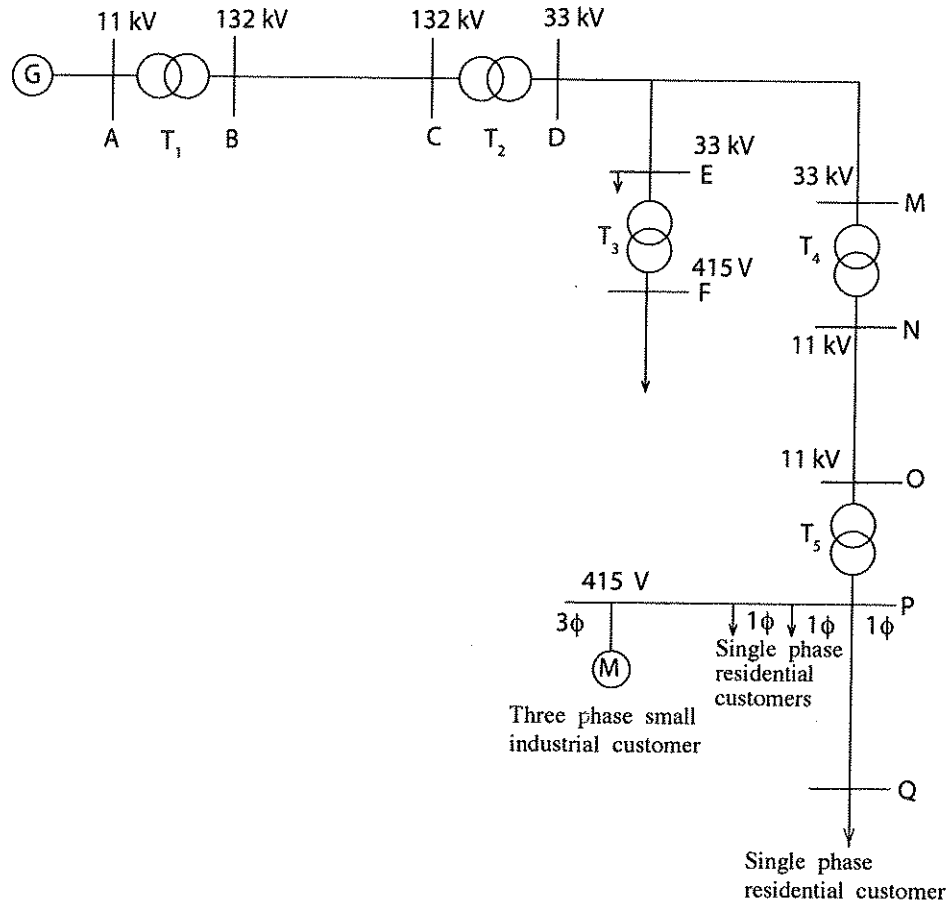 11 kV
132 kV
132 kV
33 kV
G
A
T1
B
C
T2
D
33 kV
E
33 kV
M
T3
T4
415 V
F
N
11 kV
11 kV
O
T5
415 V
P
3ϕ
1ϕ
1ϕ
1ϕ
M
Single phase
residential
customers
Three phase small
industrial customer
Q
Single phase
residential customer